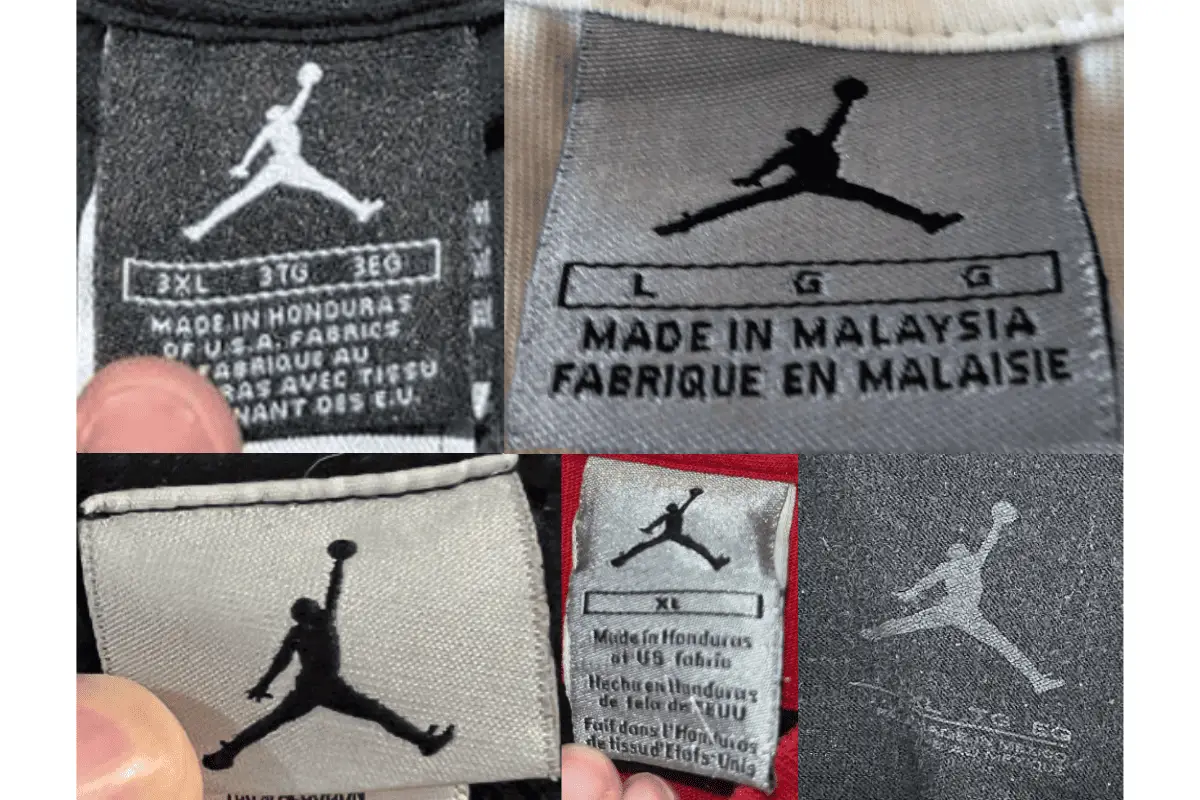 3XL 3TG 3EG
MADE IN HONDURAS
OF U.S.A. FABRICS
FABRIQUE AU
RAS AVEC TISSU
NANT DES E.U.
L G G
MADE IN MALAYSIA
FABRIQUE EN MALAISIE
XL
Made in Honduras
of US fabric
Hecho en Honduras
de tela de EEUU
Fait dans l'Honduras
de tissu d'Etats-Unis
TG EG